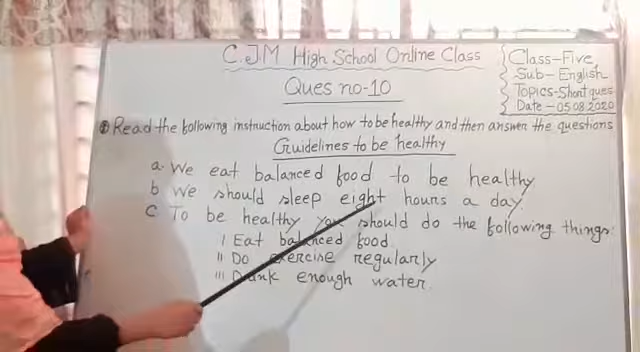 C.JM High School Online Class
Ques no-10
Class-Five
Sub-English
Topics-Short ques
Date-05.08.2020
Read the following instruction about how to be healthy and then answer the questions
Guidelines to be healthy
a. We eat balanced food to be healthy
b We should sleep eight hours a day.
c To be healthy you should do the following things:
i Eat balanced food.
ii Do exercise regularly
iii Drink enough water.